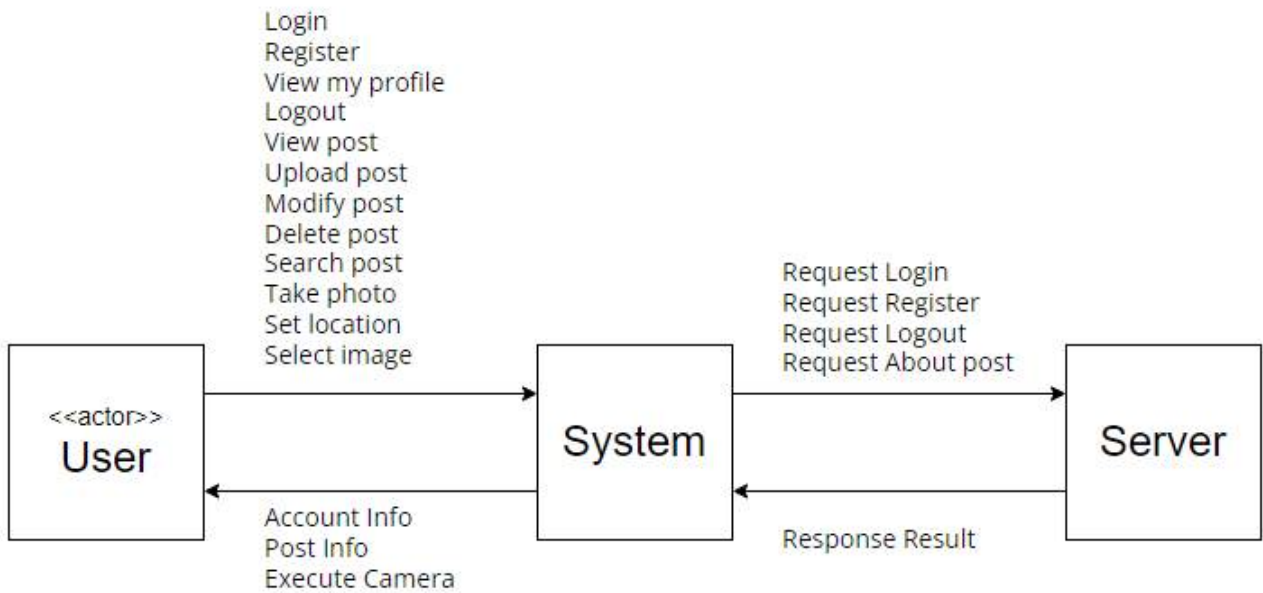 Login
Register
View my profile
Logout
View post
Upload post
Modify post
Delete post
Search post
Take photo
Set location
Select image
Request Login
Request Register
Request Logout
Request About post
<<actor>>
User
System
Server
Account Info
Post Info
Execute Camera
Response Result